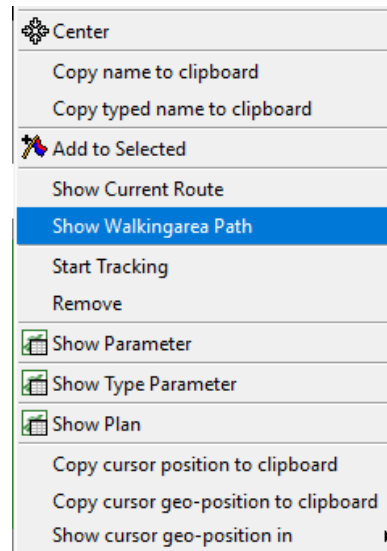 Center
Copy name to clipboard
Copy typed name to clipboard
Add to Selected
Show Current Route
Show Walkingarea Path
Start Tracking
Remove
Show Parameter
Show Type Parameter
Show Plan
Copy cursor position to clipboard
Copy cursor geo-position to clipboard
Show cursor geo-position in